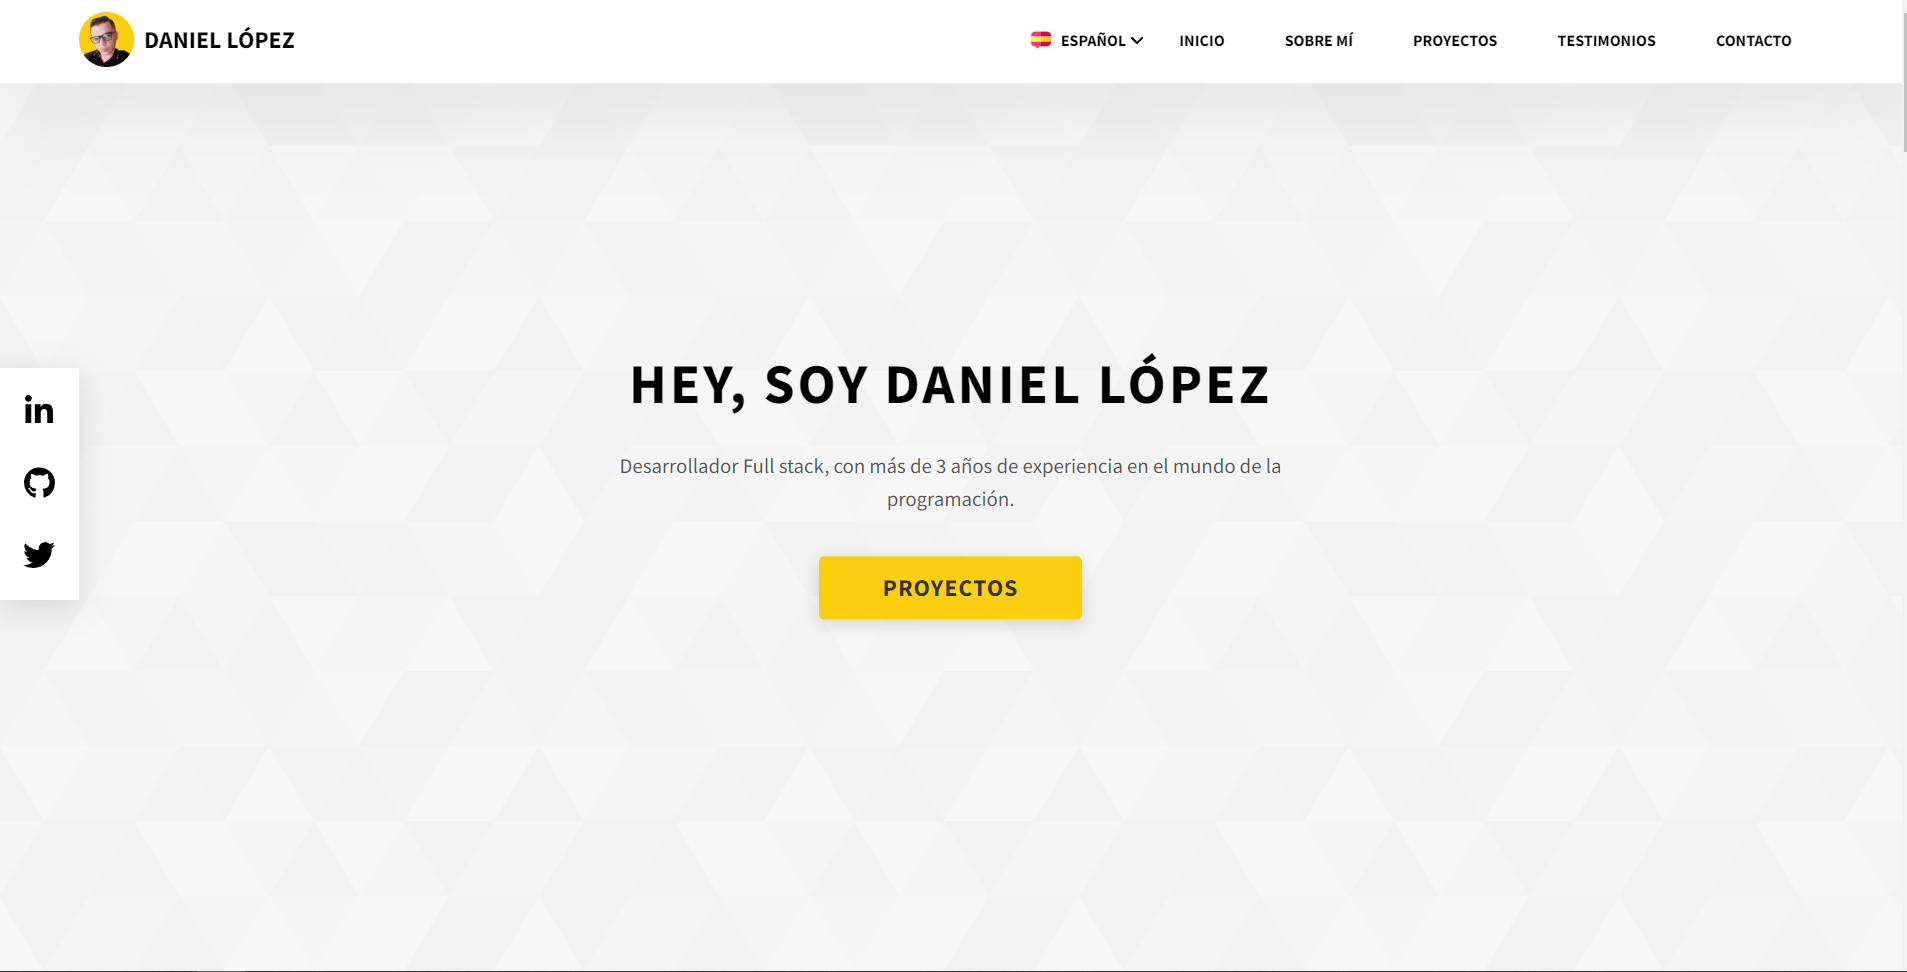 DANIEL LÓPEZ
ESPAÑOL
INICIO
SOBRE MÍ
PROYECTOS
TESTIMONIOS
CONTACTO
HEY, SOY DANIEL LÓPEZ
Desarrollador Full stack, con más de 3 años de experiencia en el mundo de la
programación.
PROYECTOS
in